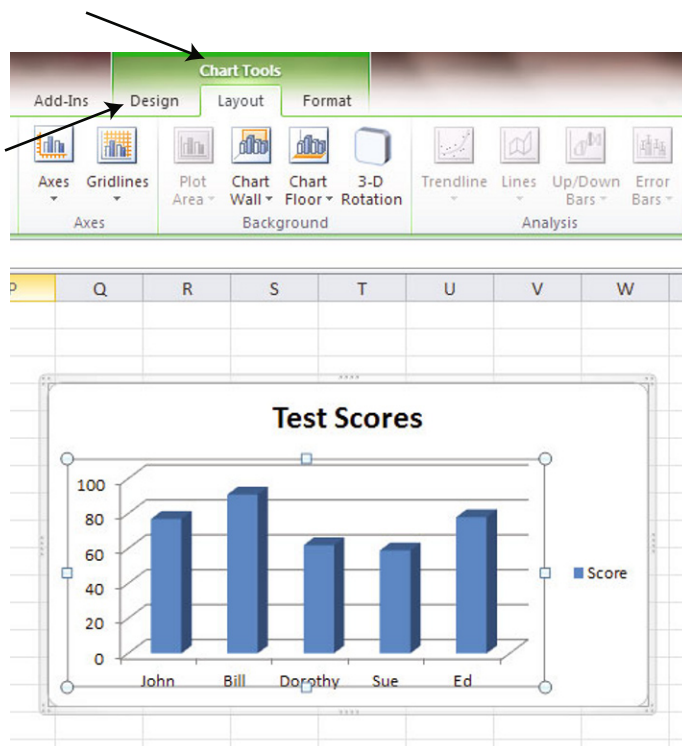 Chart Tools
Add-Ins Design Layout Format
Axes Gridlines Plot Area Chart Wall Chart Floor 3-D Rotation Trendline Lines Up/Down Bars Error Bars
Axes Background Analysis
P Q R S T U V W
Test Scores
100
80
60
40
20
0
Score
John Bill Dorothy Sue Ed